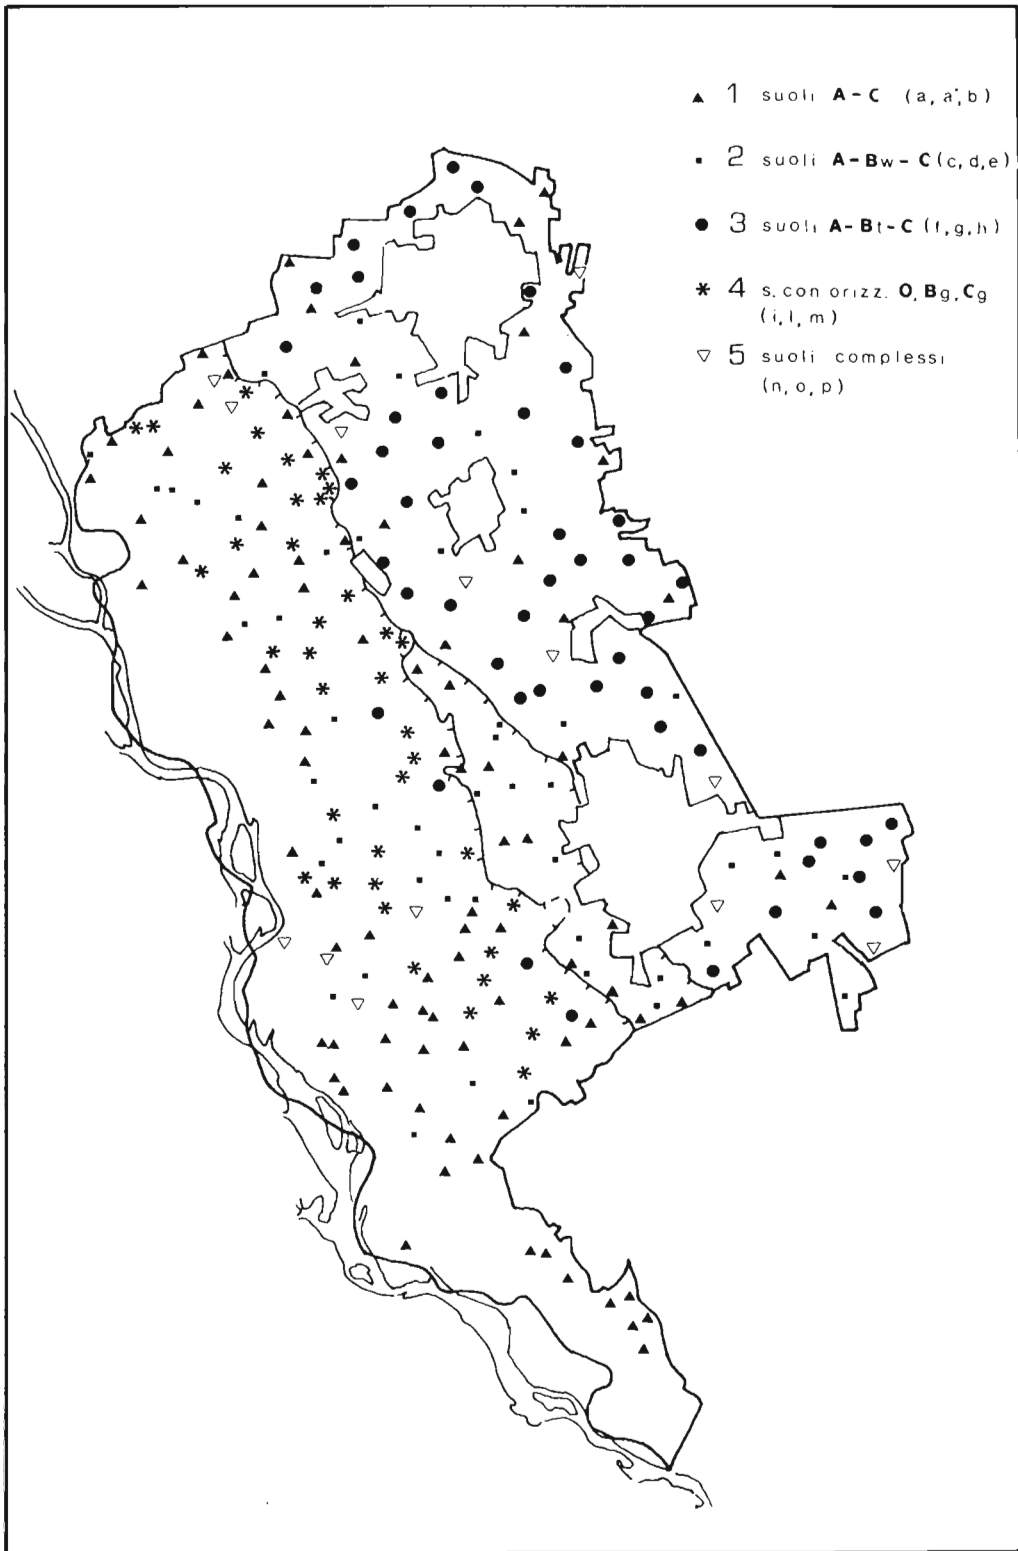 ▲ 1 suoli A-C (a, a', b)
▪ 2 suoli A-Bw-C (c, d, e)
● 3 suoli A-Bt-C (f, g, h)
* 4 s. con orizz. O, Bg, Cg
(i, l, m)
▽ 5 suoli complessi
(n, o, p)